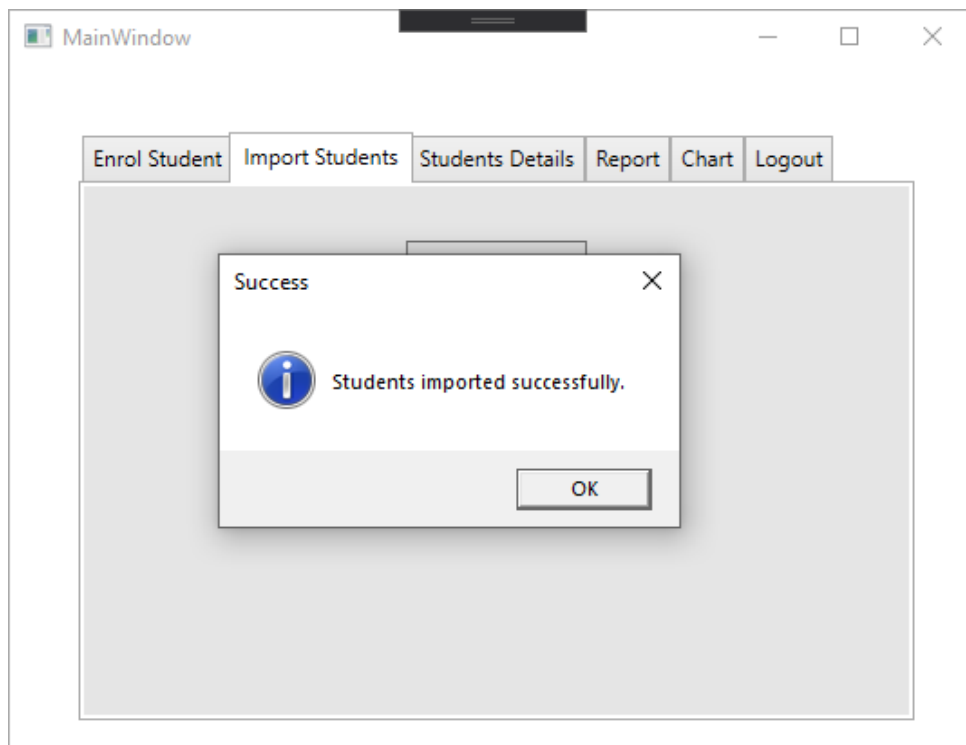 MainWindow
Enrol Student Import Students Students Details Report Chart Logout
Success
Students imported successfully.
OK